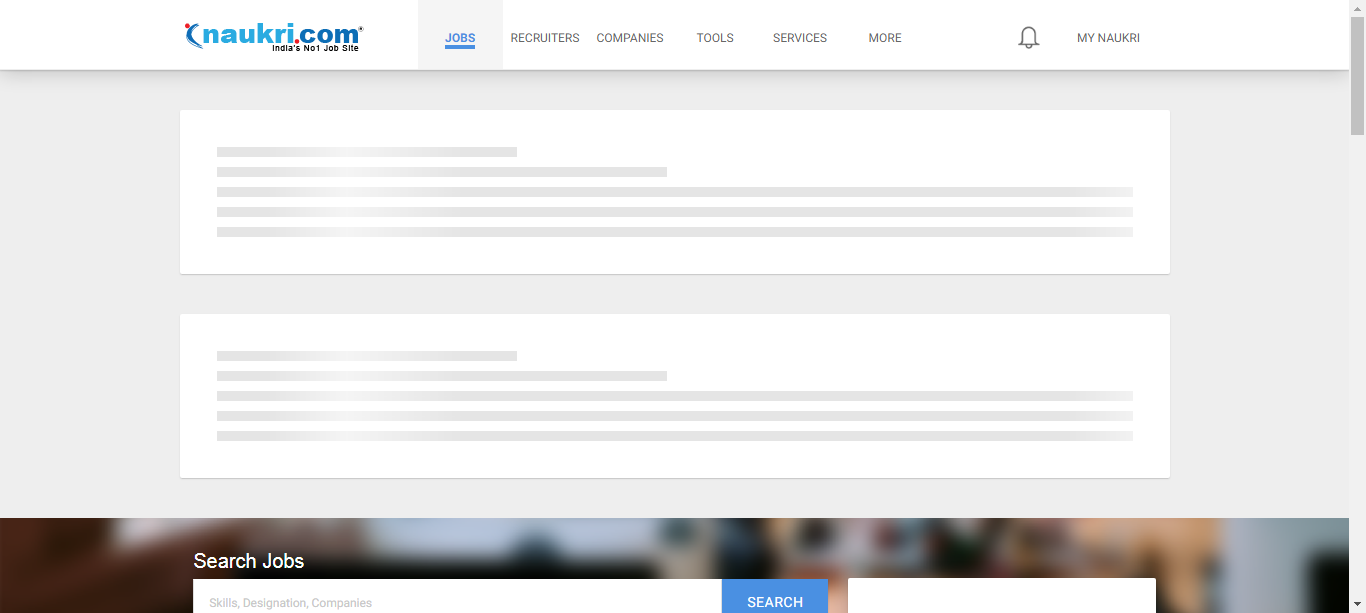 naukri.com
India's No1 Job Site
JOBS
RECRUITERS
COMPANIES
TOOLS
SERVICES
MORE
MY NAUKRI
Search Jobs
Skills, Designation, Companies
SEARCH